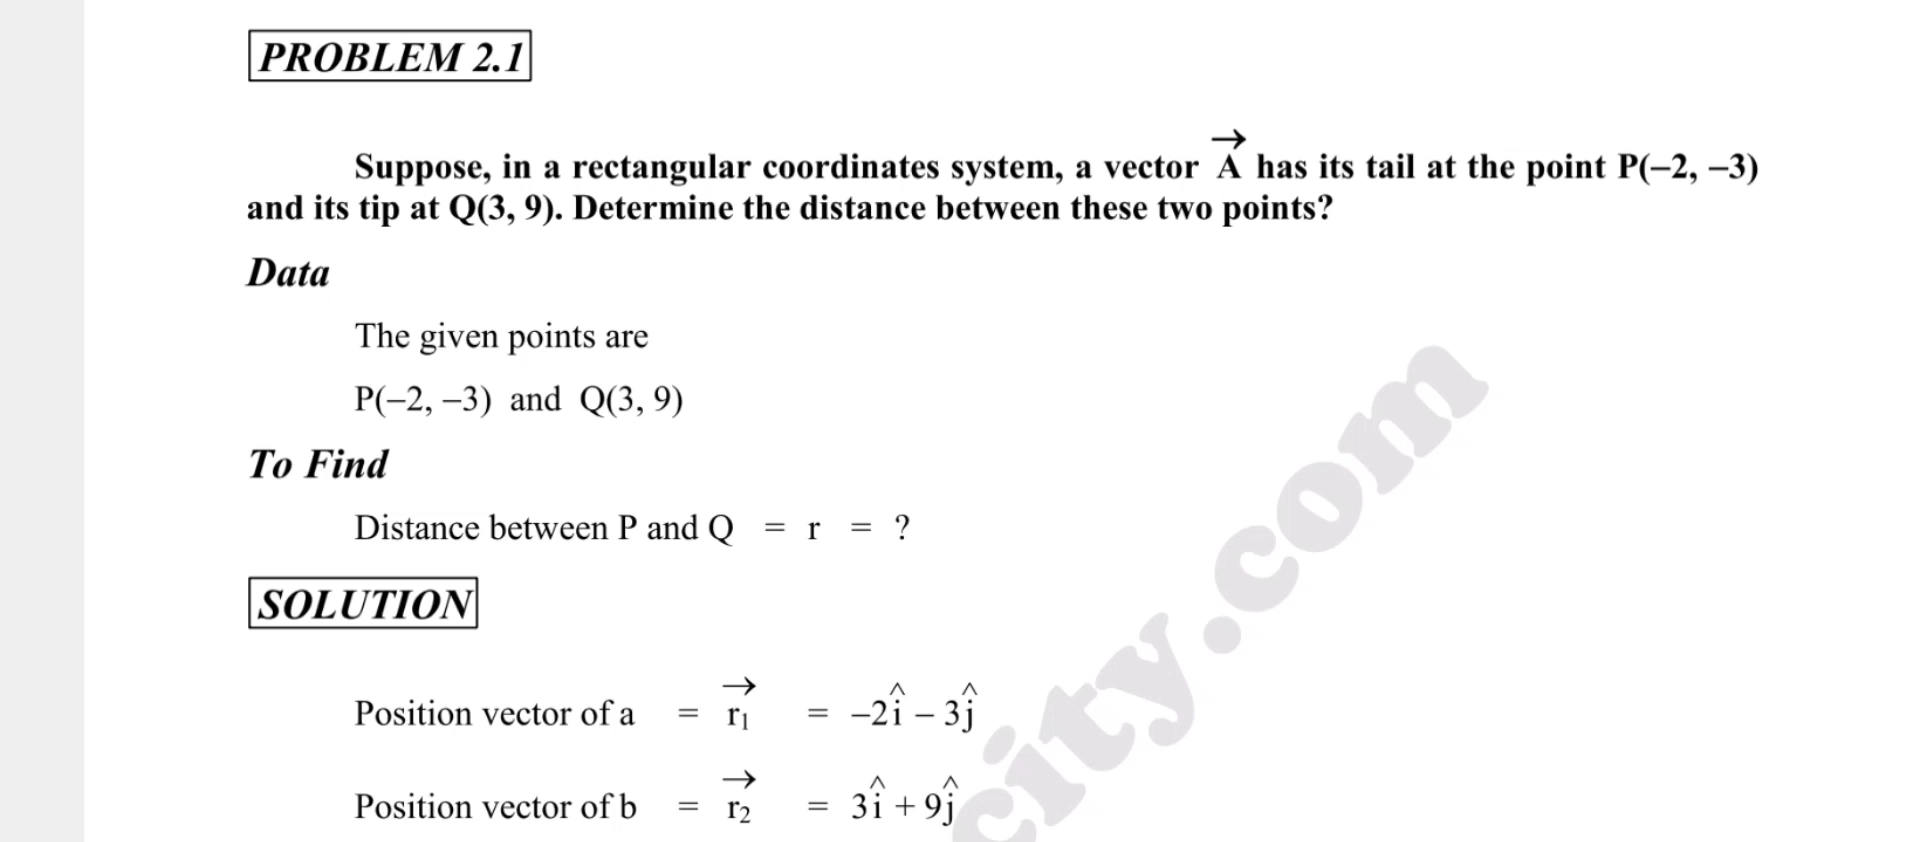 PROBLEM 2.1
Suppose, in a rectangular coordinates system, a vector A⃗ has its tail at the point P(–2, –3)
and its tip at Q(3, 9). Determine the distance between these two points?
Data
The given points are
P(–2, –3) and Q(3, 9)
To Find
Distance between P and Q = r = ?
SOLUTION
Position vector of a = r⃗₁ = –2î – 3ĵ
Position vector of b = r⃗₂ = 3î + 9ĵ
city.com